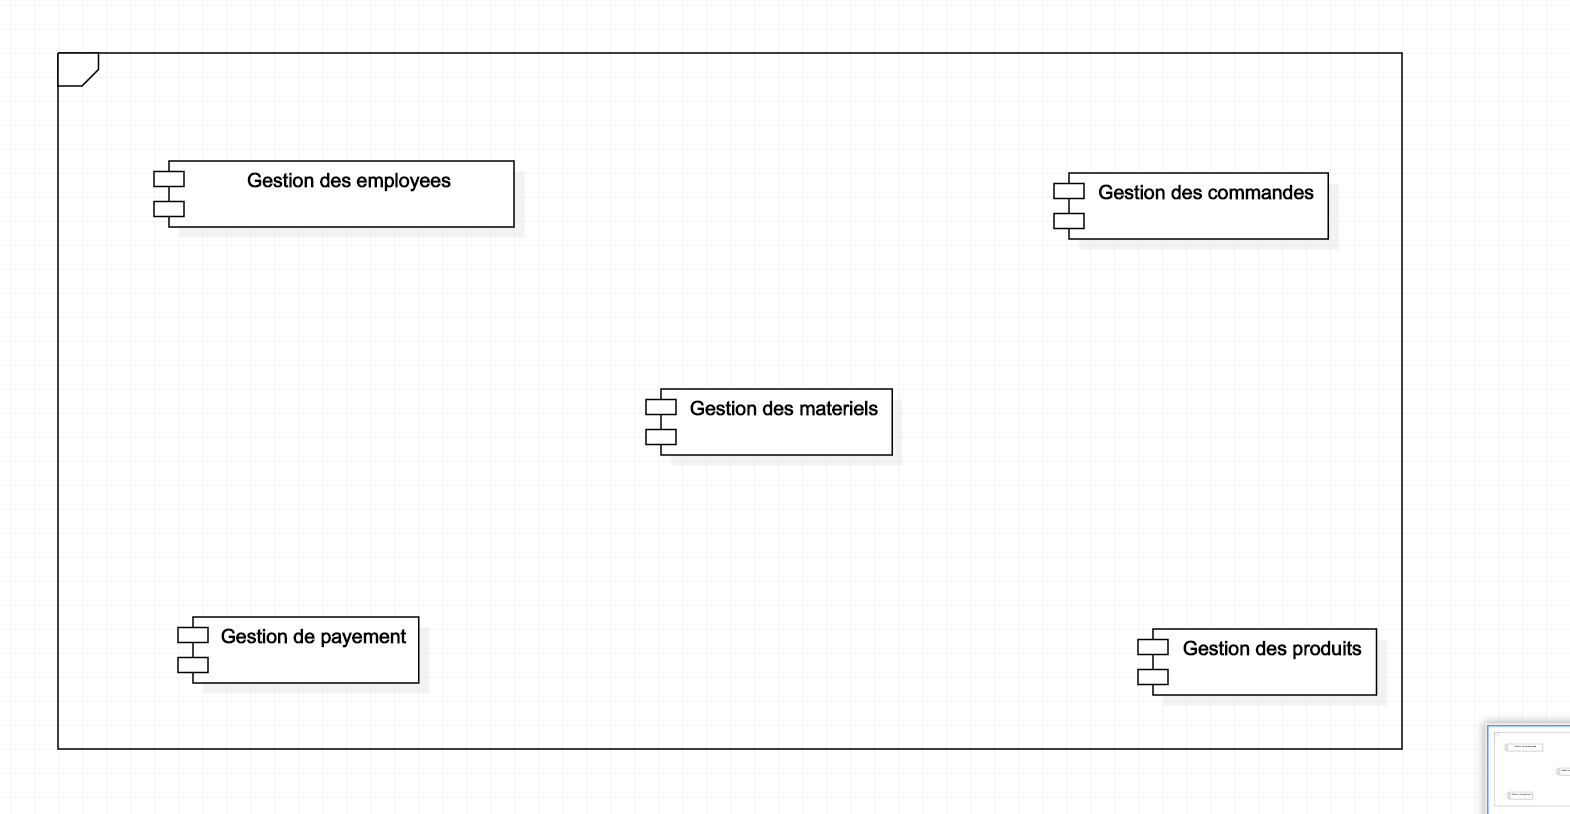 Gestion des employees
Gestion des commandes
Gestion des materiels
Gestion de payement
Gestion des produits